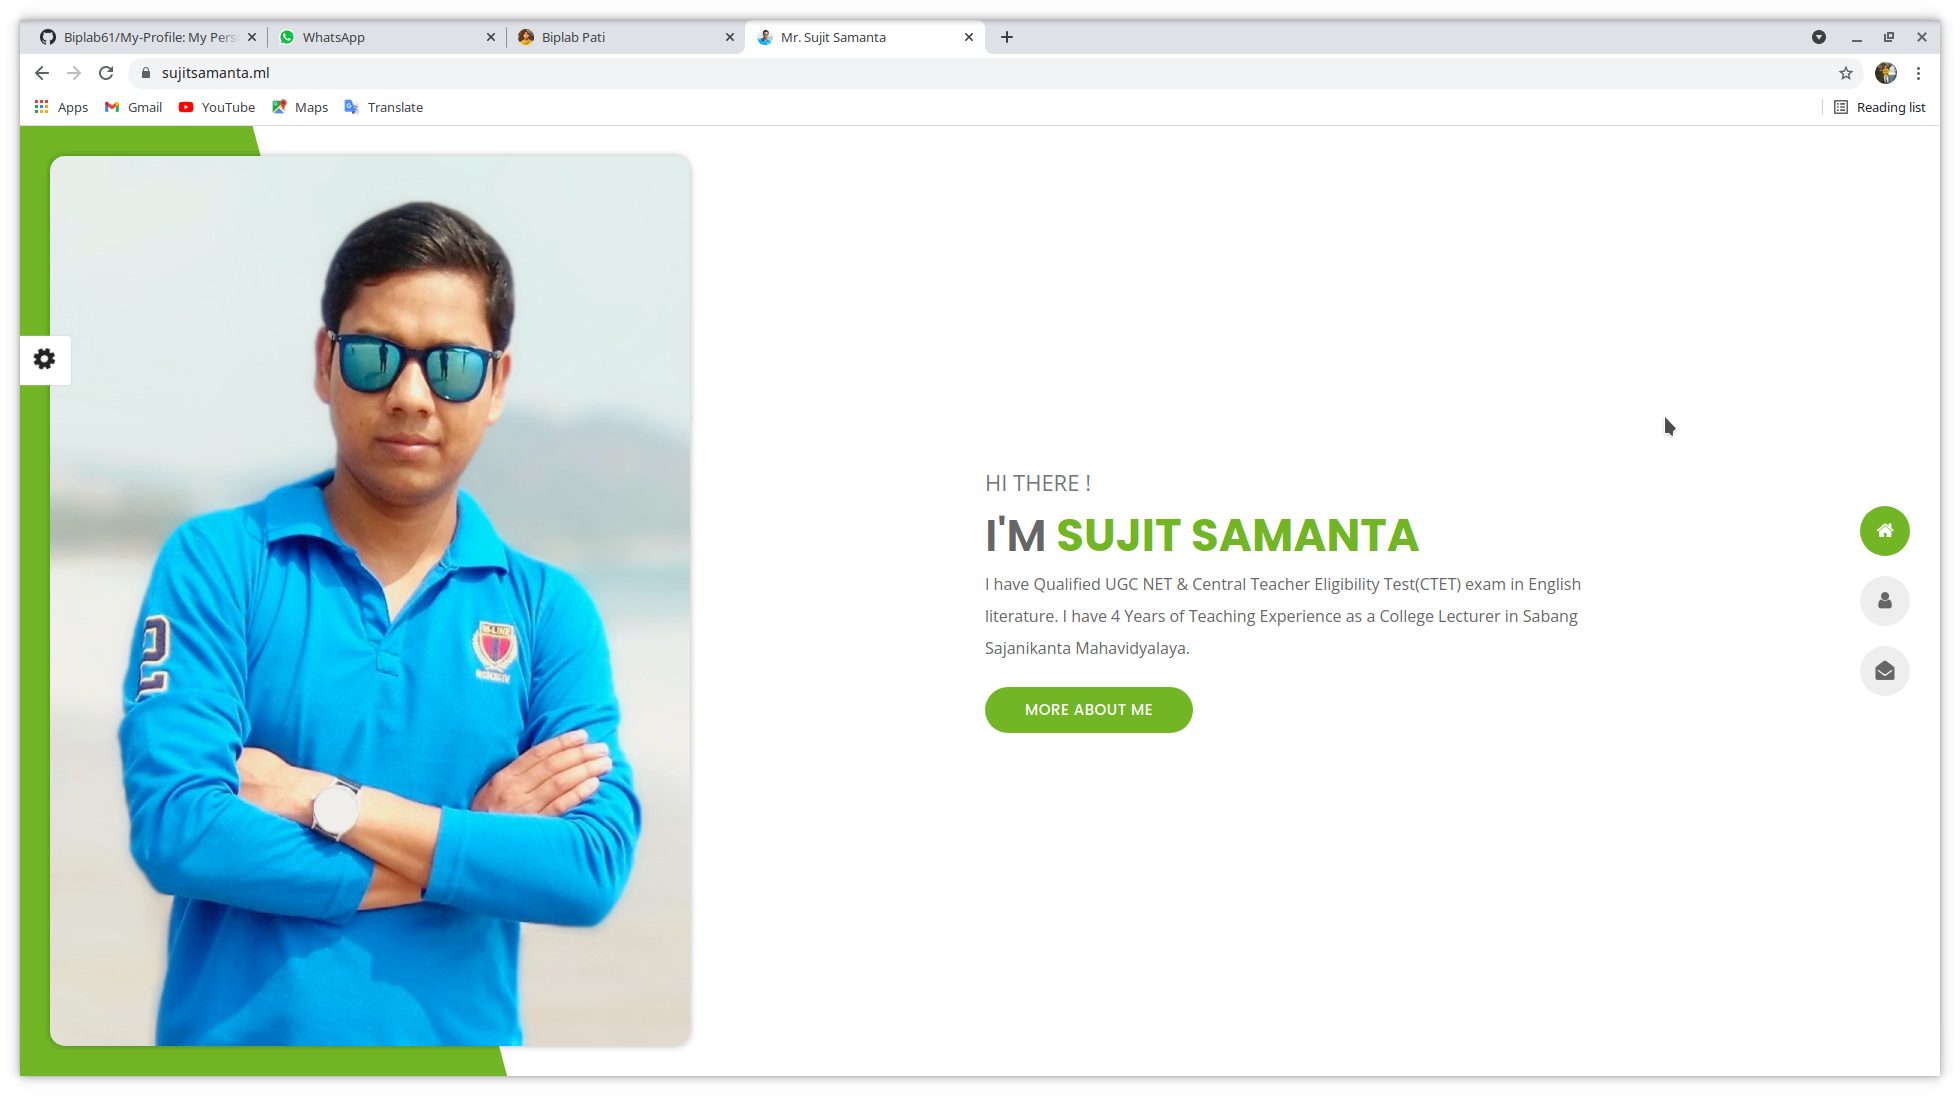 Biplab61/My-Profile: My Pers
WhatsApp
Biplab Pati
Mr. Sujit Samanta
sujitsamanta.ml
Apps
Gmail
YouTube
Maps
Translate
Reading list
2
M-LINE
HI THERE !
I'M SUJIT SAMANTA
I have Qualified UGC NET & Central Teacher Eligibility Test(CTET) exam in English
literature. I have 4 Years of Teaching Experience as a College Lecturer in Sabang
Sajanikanta Mahavidyalaya.
MORE ABOUT ME